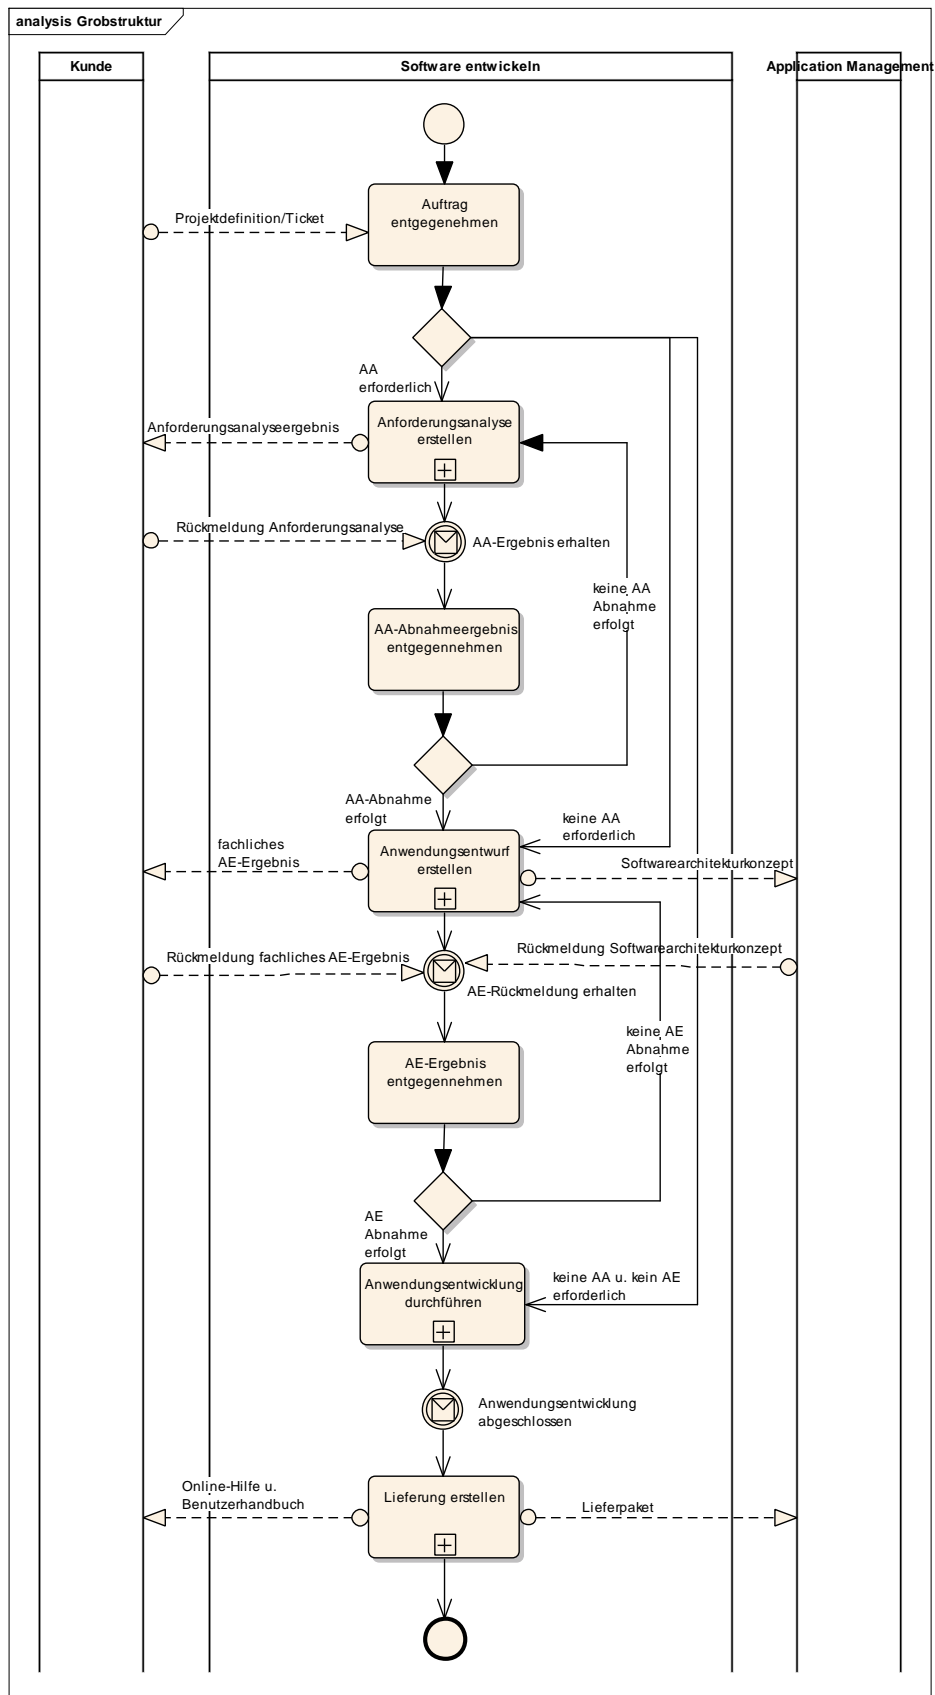 analysis Grobstruktur
Kunde
Software entwickeln
Application Management
Auftrag
entgegenehmen
Projektdefinition/Ticket
AA
erforderlich
Anforderungsanalyse
erstellen
Anforderungsanalyseergebnis
Rückmeldung Anforderungsanalyse
AA-Ergebnis erhalten
keine AA
Abnahme
erfolgt
AA-Abnahmeergebnis
entgegennehmen
AA-Abnahme
erfolgt
keine AA
erforderlich
fachliches
AE-Ergebnis
Anwendungsentwurf
erstellen
Softwarearchitekturkonzept
Rückmeldung fachliches AE-Ergebnis
Rückmeldung Softwarearchitekturkonzept
AE-Rückmeldung erhalten
keine AE
Abnahme
erfolgt
AE-Ergebnis
entgegennehmen
AE
Abnahme
erfolgt
keine AA u. kein AE
erforderlich
Anwendungsentwicklung
durchführen
Anwendungsentwicklung
abgeschlossen
Online-Hilfe u.
Benutzerhandbuch
Lieferung erstellen
Lieferpaket